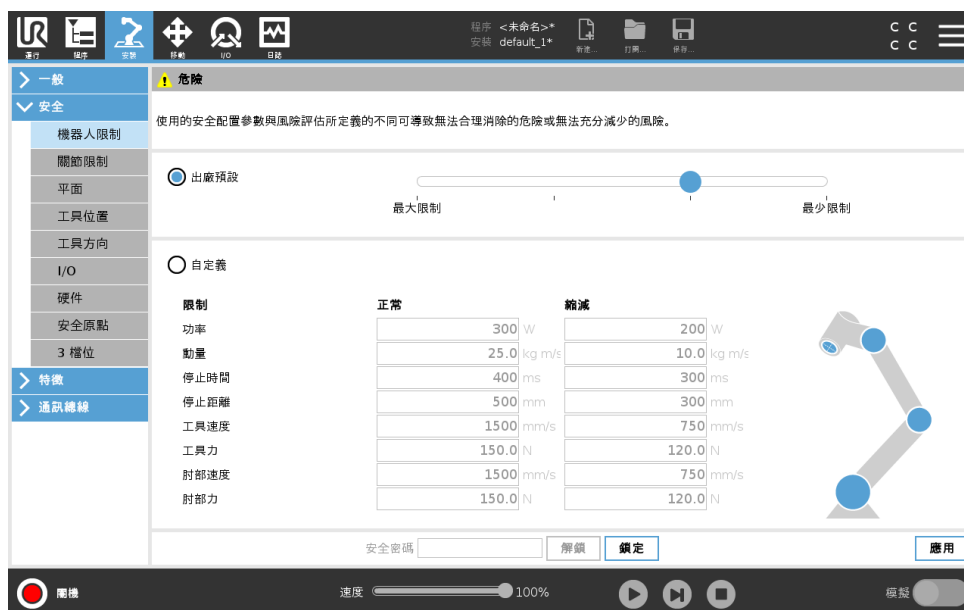 UR
運行 程序 安裝 移動 I/O 日誌
程序 <未命名>*
安裝 default_1*
新建... 打開... 保存...
C C
C C
一般
安全
機器人限制
關節限制
平面
工具位置
工具方向
I/O
硬件
安全原點
3 檔位
特徵
通訊總線
危險
使用的安全配置參數與風險評估所定義的不同可導致無法合理消除的危險或無法充分減少的風險。
出廠預設
最大限制 最少限制
自定義
限制 正常 縮減
功率 300 W 200 W
動量 25.0 kg m/s 10.0 kg m/s
停止時間 400 ms 300 ms
停止距離 500 mm 300 mm
工具速度 1500 mm/s 750 mm/s
工具力 150.0 N 120.0 N
肘部速度 1500 mm/s 750 mm/s
肘部力 150.0 N 120.0 N
安全密碼 解鎖 鎖定 應用
關機 速度 100% 模擬